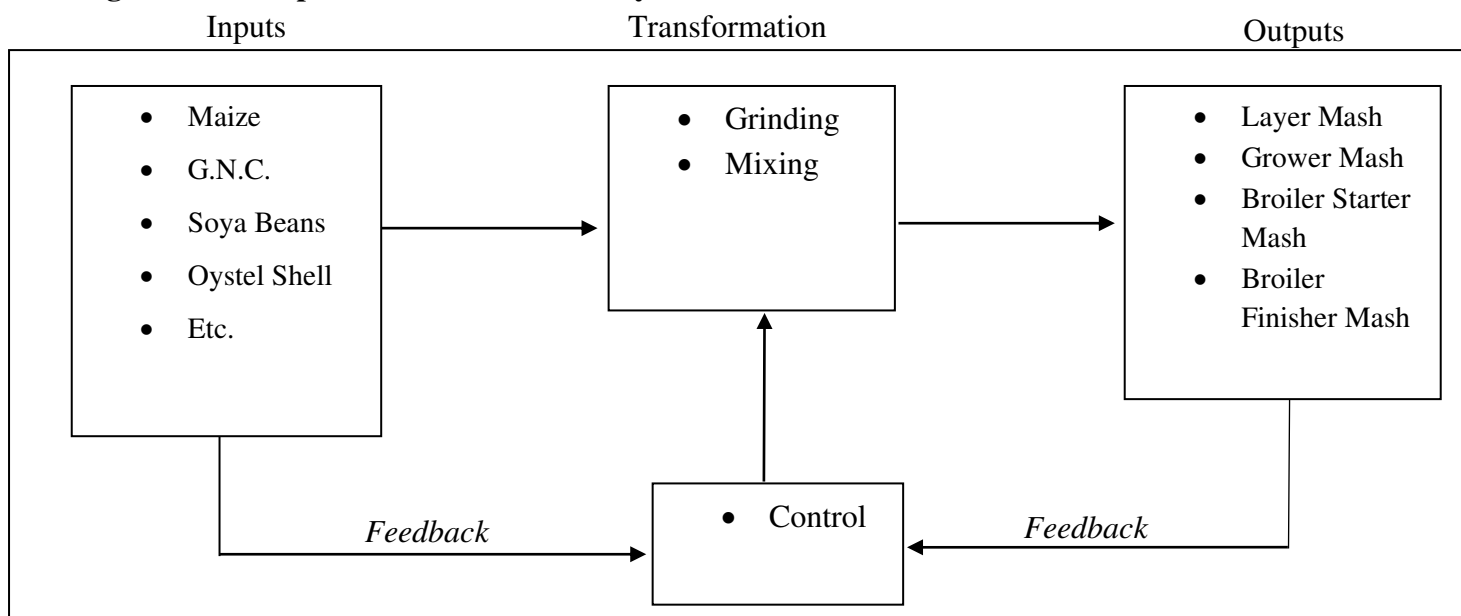 Inputs
Transformation
Outputs
• Maize
• G.N.C.
• Soya Beans
• Oystel Shell
• Etc.
• Grinding
• Mixing
• Layer Mash
• Grower Mash
• Broiler Starter
Mash
• Broiler
Finisher Mash
• Control
Feedback
Feedback